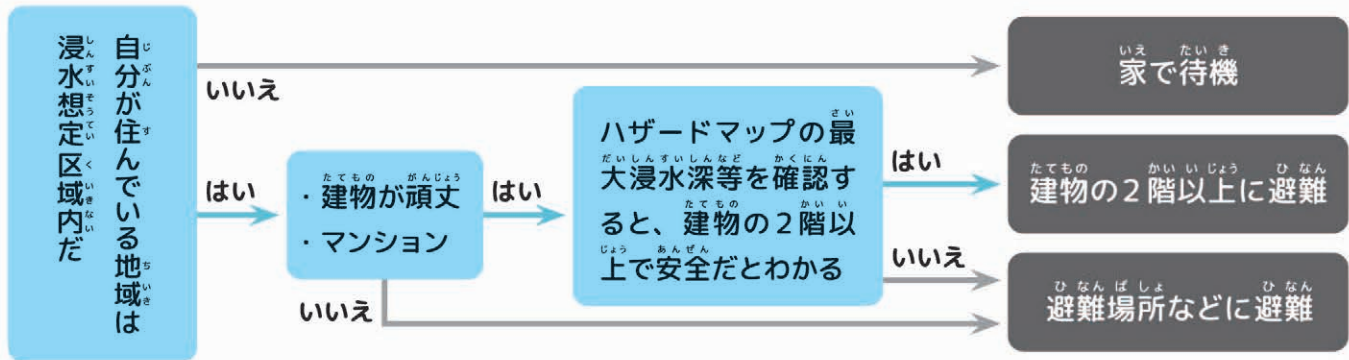 自分が住んでいる地域は
浸水想定区域内だ
いいえ
家で待機
はい
・建物が頑丈
・マンション
はい
ハザードマップの最
大浸水深等を確認す
ると、建物の2階以
上で安全だとわかる
はい
建物の2階以上に避難
いいえ
いいえ
避難場所などに避難